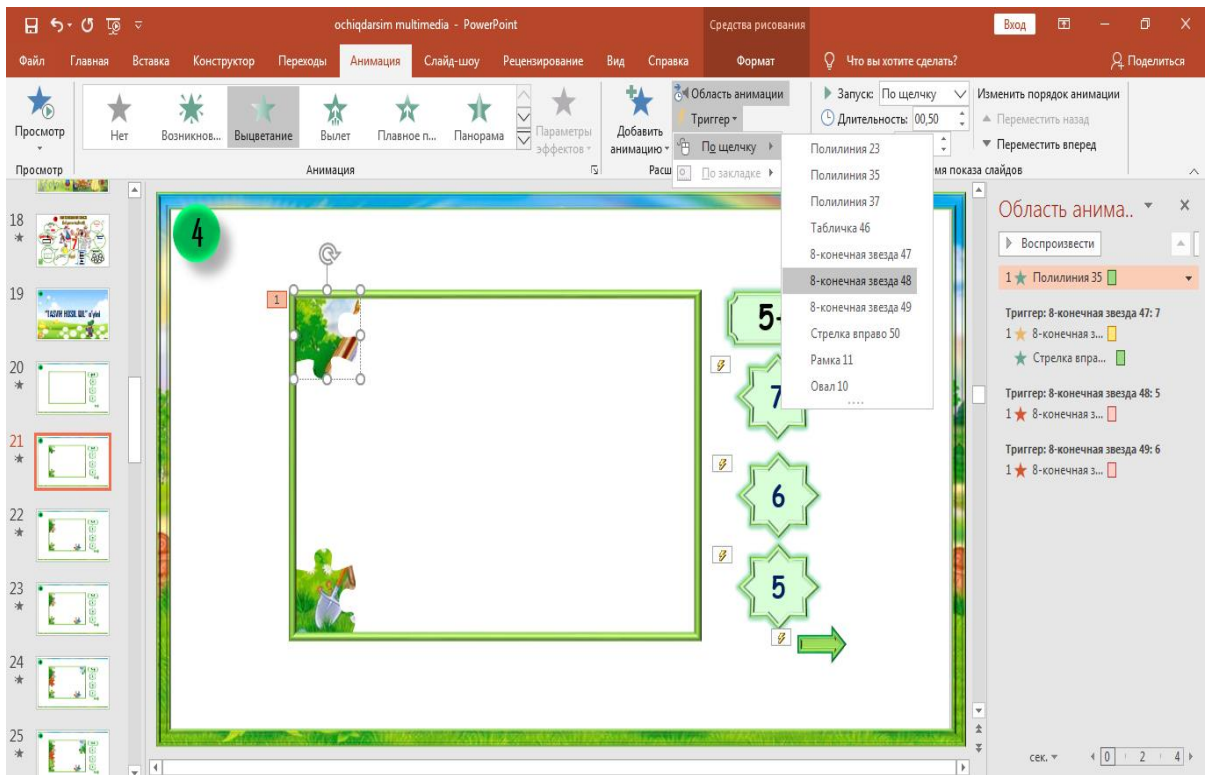 ochiqdarsim multimedia - PowerPoint
Средства рисования
Вход
Файл Главная Вставка Конструктор Переходы Анимация Слайд-шоу Рецензирование Вид Справка Формат Что вы хотите сделать? Поделиться
Просмотр
Нет Возникнов... Выцветание Вылет Плавное п... Панорама
Параметры эффектов
Добавить анимацию
Область анимации
Триггер
По щелчку
По закладке
Запуск: По щелчку
Длительность: 00,50
Изменить порядок анимации
Переместить назад
Переместить вперед
Просмотр Анимация Расш мя показа слайдов
Полилиния 23
Полилиния 35
Полилиния 37
Табличка 46
8-конечная звезда 47
8-конечная звезда 48
8-конечная звезда 49
Стрелка вправо 50
Рамка 11
Овал 10
18
19
20
21
22
23
24
25
4
1
5-
7
6
5
Область анима..
Воспроизвести
1 Полилиния 35
Триггер: 8-конечная звезда 47: 7
1 8-конечная з...
Стрелка впра...
Триггер: 8-конечная звезда 48: 5
1 8-конечная з...
Триггер: 8-конечная звезда 49: 6
1 8-конечная з...
сек. 0 2 4